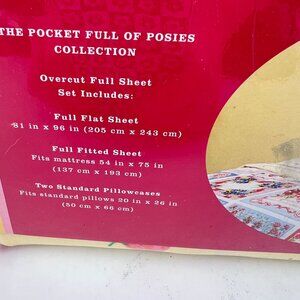 THE POCKET FULL OF POSIES
COLLECTION
Overcut Full Sheet
Set Includes:
Full Flat Sheet
81 in x 96 in (205 cm x 243 cm)
Full Fitted Sheet
Fits mattress 54 in x 75 in
(137 cm x 193 cm)
Two Standard Pillowcases
Fits standard pillows 20 in x 26 in
(50 cm x 66 cm)